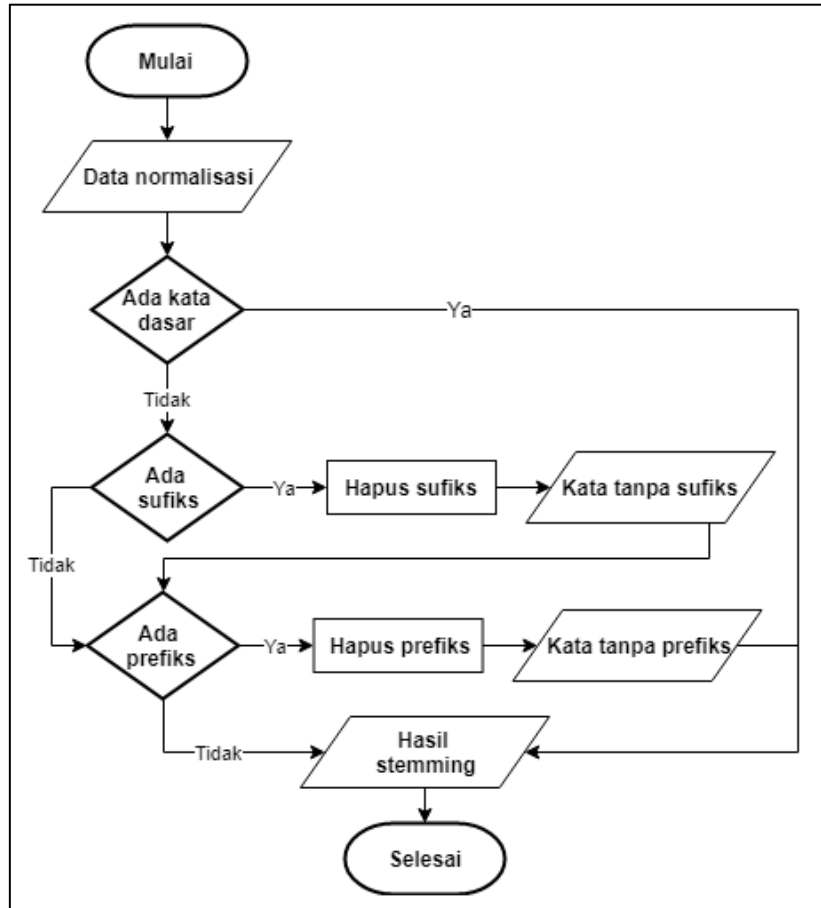 Mulai
Data normalisasi
Ada kata
dasar
Ya
Tidak
Ada
sufiks
Ya
Hapus sufiks
Kata tanpa sufiks
Tidak
Ada
prefiks
Ya
Hapus prefiks
Kata tanpa prefiks
Tidak
Hasil
stemming
Selesai